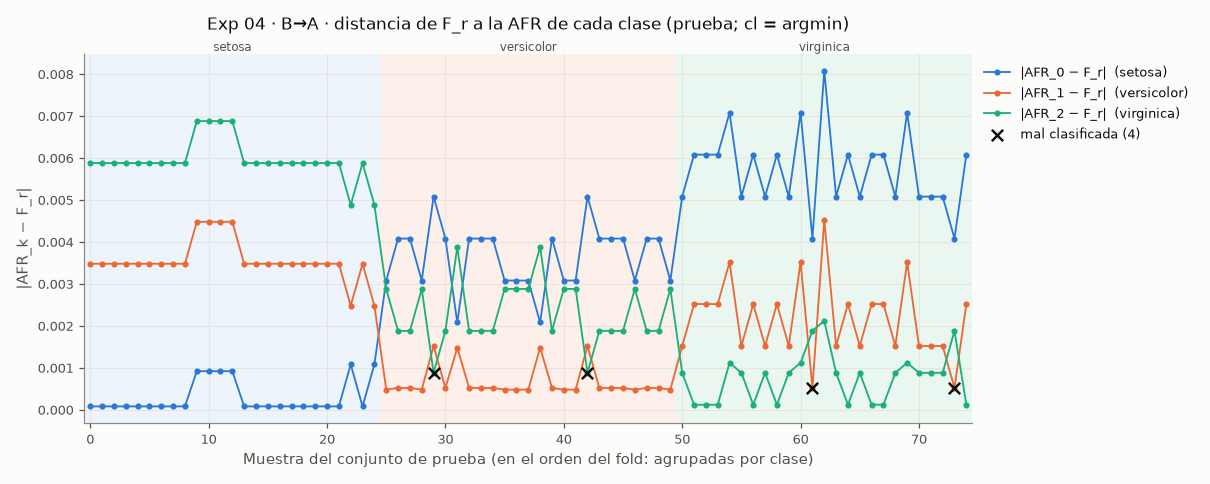 Exp 04 · B→A · distancia de F_r a la AFR de cada clase (prueba; cl = argmin)
setosa versicolor virginica
0.008
0.007
0.006
0.005
0.004
0.003
0.002
0.001
0.000
|AFR_k − F_r|
0 10 20 30 40 50 60 70
Muestra del conjunto de prueba (en el orden del fold: agrupadas por clase)
|AFR_0 − F_r| (setosa)
|AFR_1 − F_r| (versicolor)
|AFR_2 − F_r| (virginica)
mal clasificada (4)